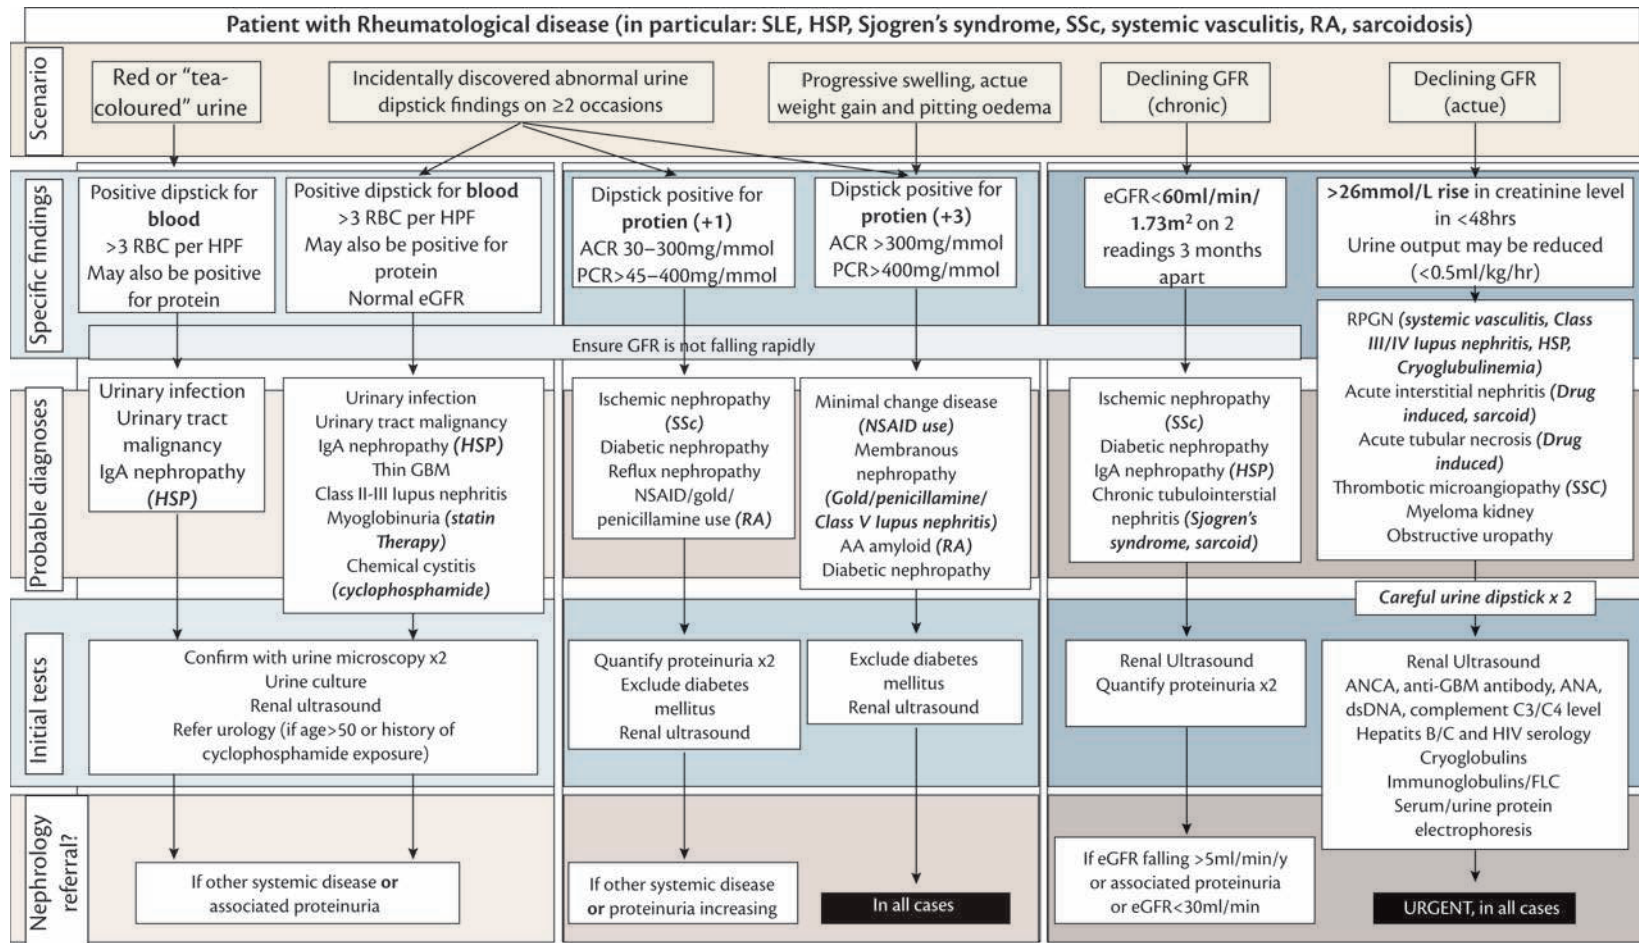 Patient with Rheumatological disease (in particular: SLE, HSP, Sjogren's syndrome, SSc, systemic vasculitis, RA, sarcoidosis)
Scenario
Red or "tea-
coloured" urine
Incidentally discovered abnormal urine
dipstick findings on ≥2 occasions
Progressive swelling, actue
weight gain and pitting oedema
Declining GFR
(chronic)
Declining GFR
(actue)
Specific findings
Positive dipstick for
blood
>3 RBC per HPF
May also be positive
for protein
Positive dipstick for blood
>3 RBC per HPF
May also be positive for
protein
Normal eGFR
Dipstick positive for
protien (+1)
ACR 30–300mg/mmol
PCR>45–400mg/mmol
Dipstick positive for
protien (+3)
ACR >300mg/mmol
PCR>400mg/mmol
eGFR<60ml/min/
1.73m² on 2
readings 3 months
apart
>26mmol/L rise in creatinine level
in <48hrs
Urine output may be reduced
(<0.5ml/kg/hr)
Ensure GFR is not falling rapidly
Probable diagnoses
Urinary infection
Urinary tract
malignancy
IgA nephropathy
(HSP)
Urinary infection
Urinary tract malignancy
IgA nephropathy (HSP)
Thin GBM
Class II-III lupus nephritis
Myoglobinuria (statin
Therapy)
Chemical cystitis
(cyclophosphamide)
Ischemic nephropathy
(SSc)
Diabetic nephropathy
Reflux nephropathy
NSAID/gold/
penicillamine use (RA)
Minimal change disease
(NSAID use)
Membranous
nephropathy
(Gold/penicillamine/
Class V lupus nephritis)
AA amyloid (RA)
Diabetic nephropathy
Ischemic nephropathy
(SSc)
Diabetic nephropathy
IgA nephropathy (HSP)
Chronic tubulointerstial
nephritis (Sjogren's
syndrome, sarcoid)
RPGN (systemic vasculitis, Class
III/IV lupus nephritis, HSP,
Cryoglubulinemia)
Acute interstitial nephritis (Drug
induced, sarcoid)
Acute tubular necrosis (Drug
induced)
Thrombotic microangiopathy (SSC)
Myeloma kidney
Obstructive uropathy
Careful urine dipstick x 2
Initial tests
Confirm with urine microscopy x2
Urine culture
Renal ultrasound
Refer urology (if age>50 or history of
cyclophosphamide exposure)
Quantify proteinuria x2
Exclude diabetes
mellitus
Renal ultrasound
Exclude diabetes
mellitus
Renal ultrasound
Renal Ultrasound
Quantify proteinuria x2
Renal Ultrasound
ANCA, anti-GBM antibody, ANA,
dsDNA, complement C3/C4 level
Hepatits B/C and HIV serology
Cryoglobulins
Immunoglobulins/FLC
Serum/urine protein
electrophoresis
Nephrology
referral?
If other systemic disease or
associated proteinuria
If other systemic disease
or proteinuria increasing
In all cases
If eGFR falling >5ml/min/y
or associated proteinuria
or eGFR<30ml/min
URGENT, in all cases